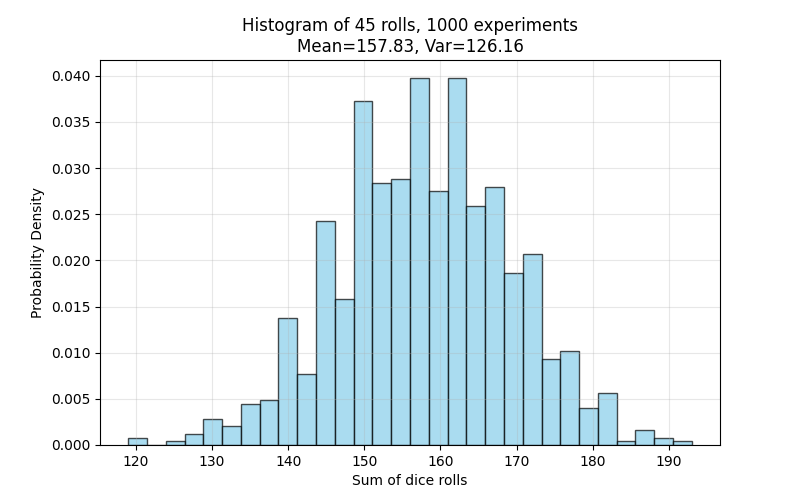 Histogram of 45 rolls, 1000 experiments
Mean=157.83, Var=126.16
Probability Density
0.040
0.035
0.030
0.025
0.020
0.015
0.010
0.005
0.000
120 130 140 150 160 170 180 190
Sum of dice rolls